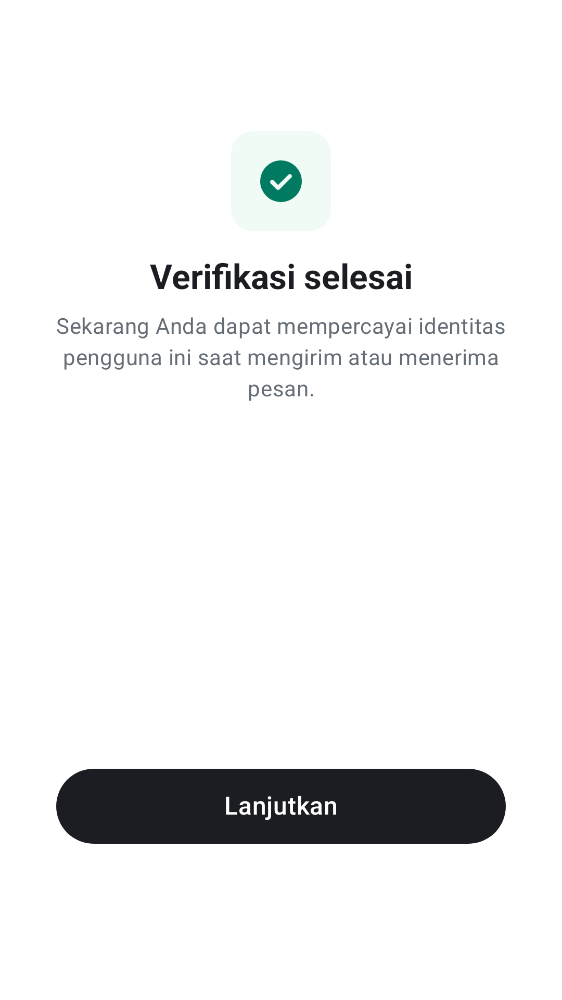 Verifikasi selesai
Sekarang Anda dapat mempercayai identitas
pengguna ini saat mengirim atau menerima
pesan.
Lanjutkan